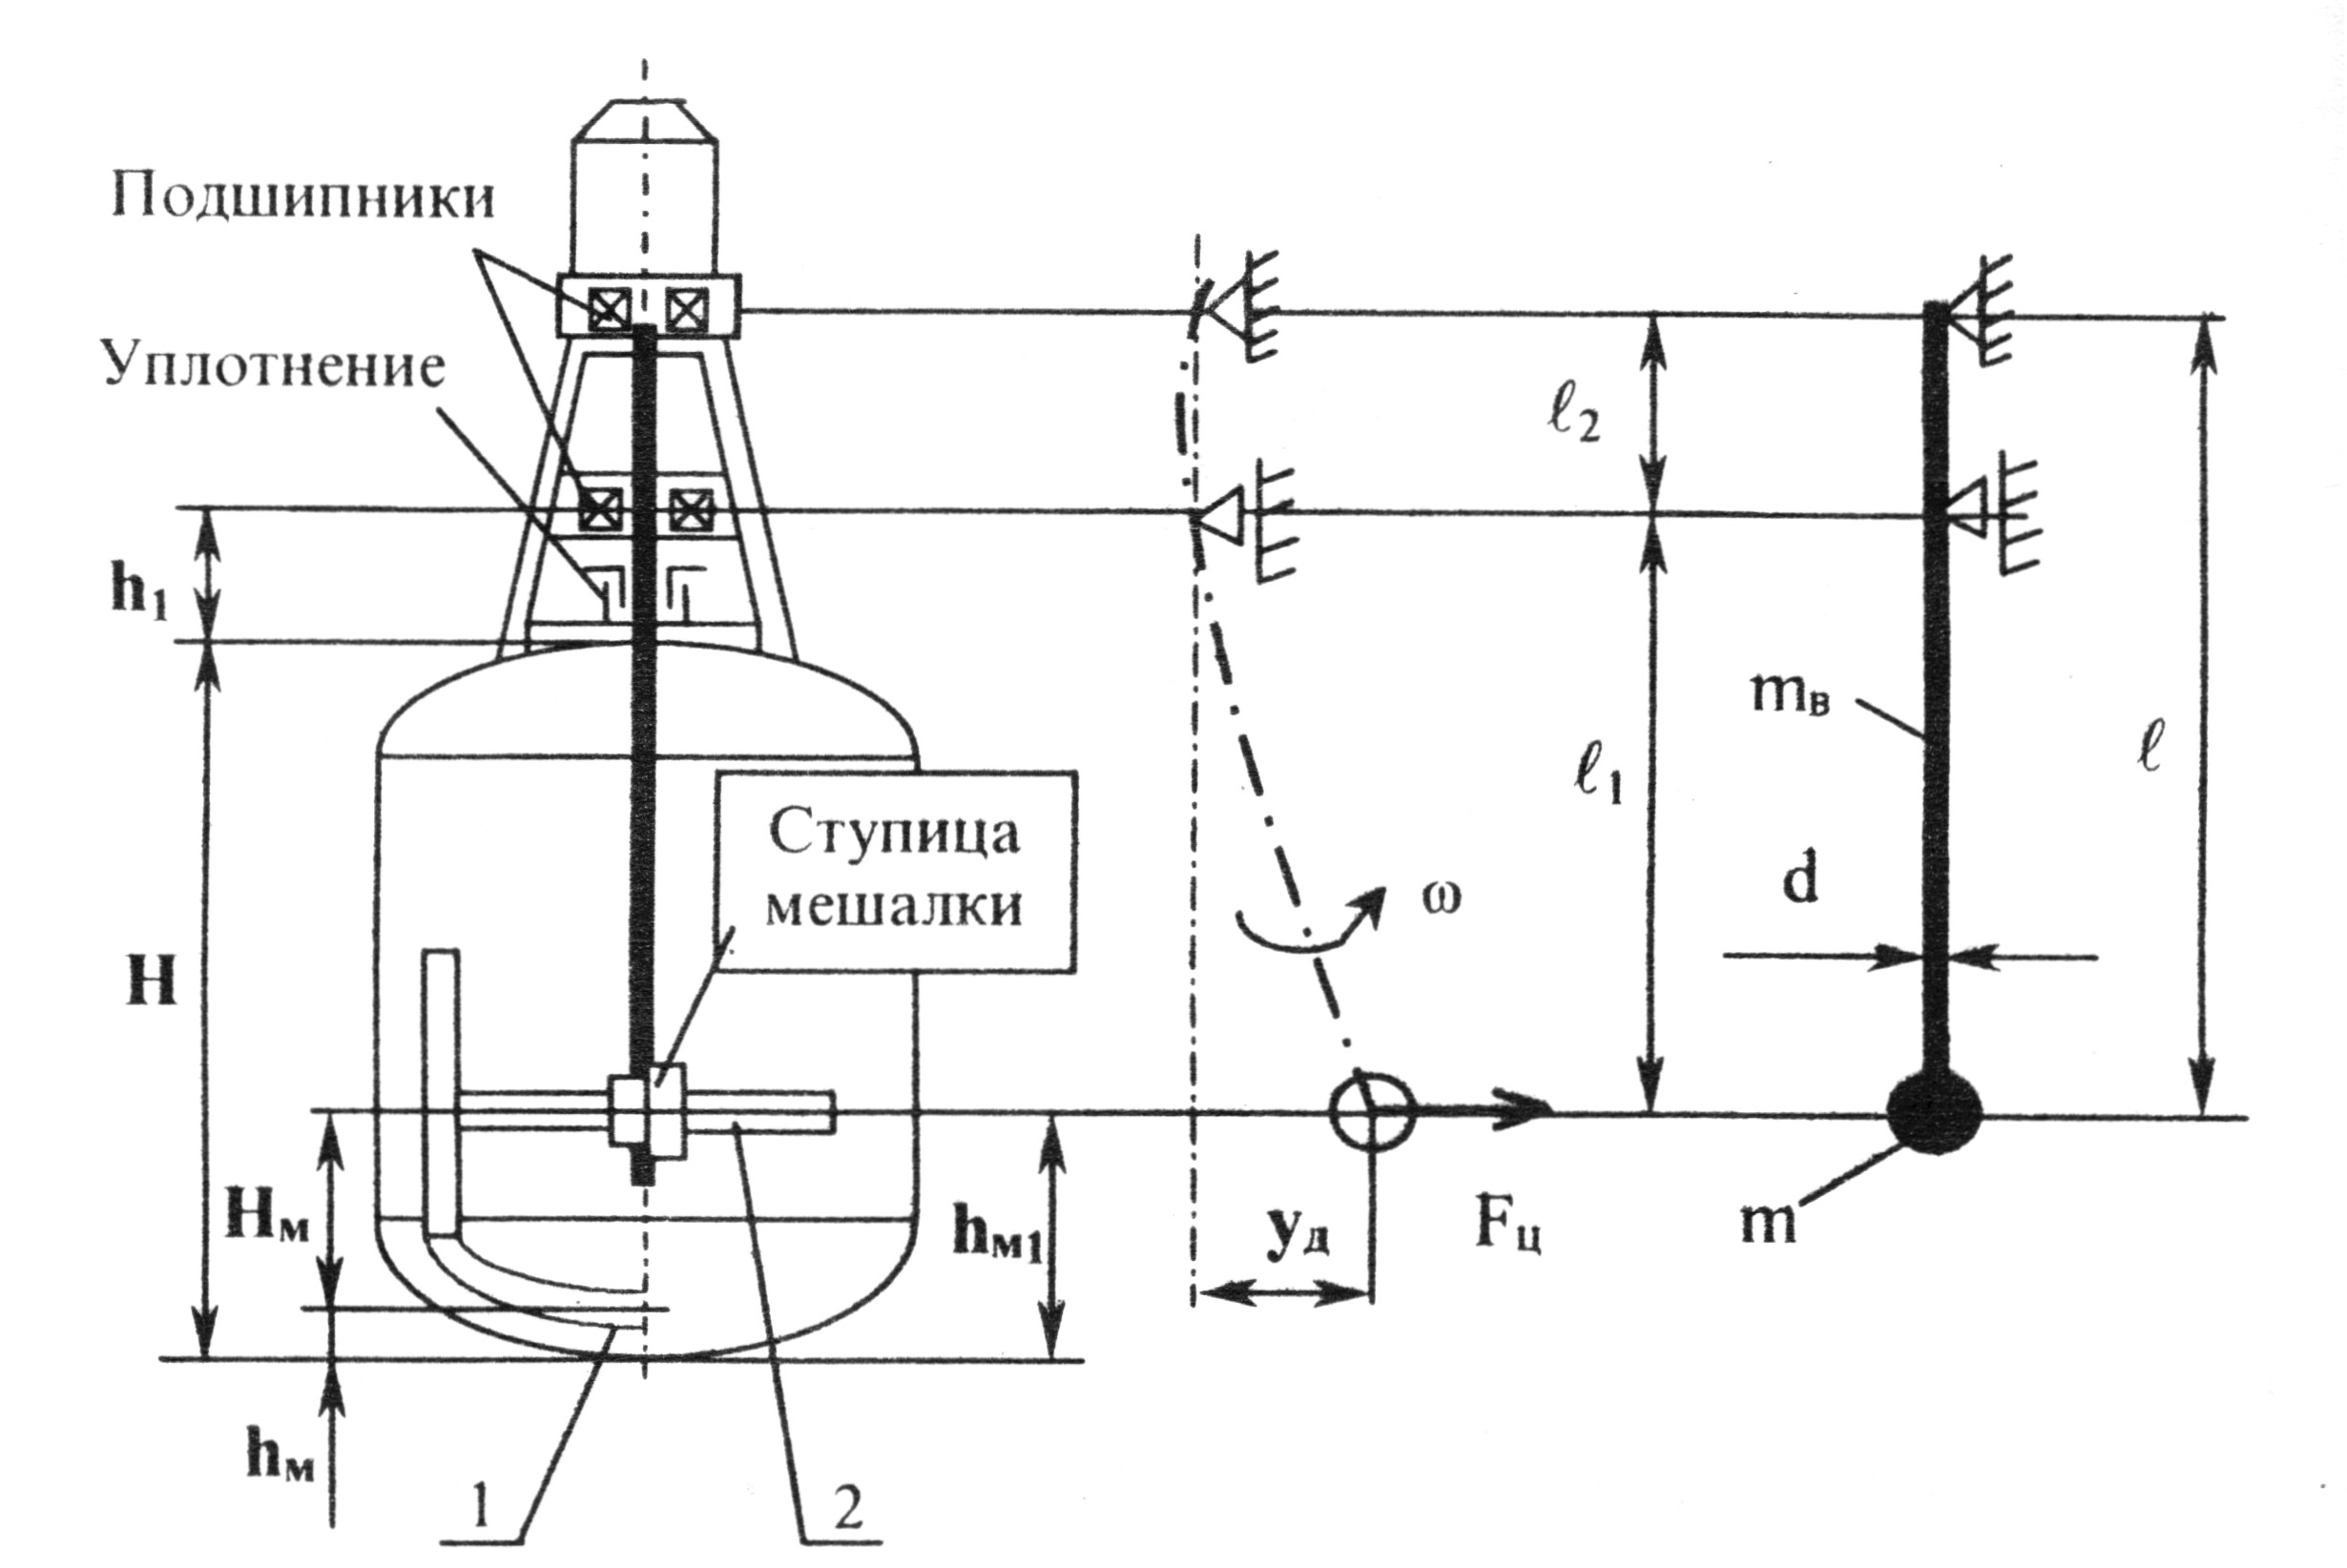 Подшипники
Уплотнение
ℓ2
h1
mв
ℓ1
ℓ
Ступица
мешалки
d
ω
H
Hм
hм1
yд
Fц
m
hм
1
2